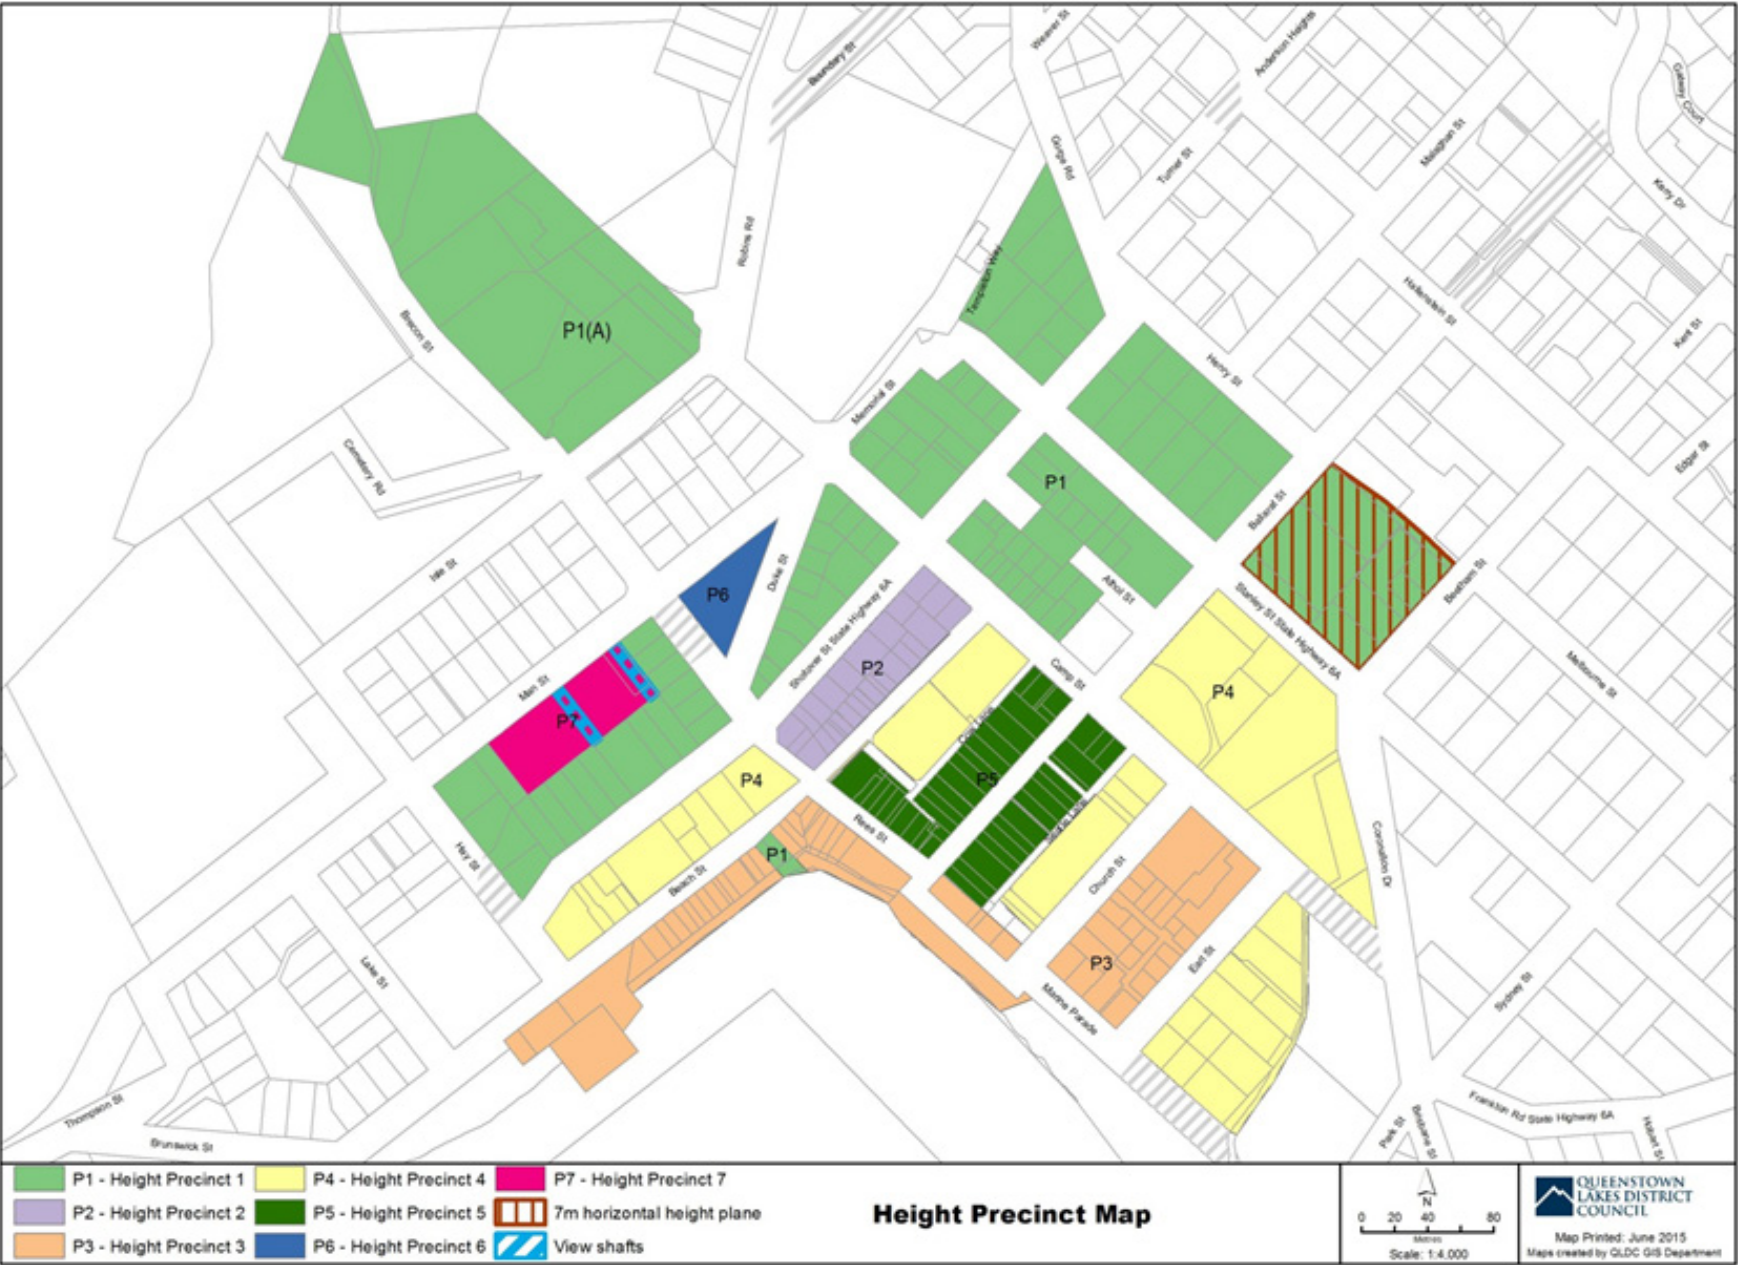 Weaver St
Anderson Heights
Boundary St
Galway Court
Malaghan St
Gorge Rd
Turner St
Kerry Dr
Robins Rd
Templeton Way
Hallenstein St
Brecon St
P1(A)
Kent St
Henry St
Memorial St
Cemetery Rd
Edgar St
P1
Ballarat St
Isle St
Duke St
P6
Athol St
Beetham St
Shotover St State Highway 6A
Stanley St State Highway 6A
P2
Camp St
Melbourne St
Man St
P4
P7
Cow Lane
P4
P5
Rees St
Mall Lane
Hay St
P1
Beach St
Church St
Coronation Dr
Lake St
P3
Earl St
Marine Parade
Sydney St
Thompson St
Brunswick St
Park St
Brisbane St
Frankton Rd State Highway 6A
Hobart St
P1 - Height Precinct 1
P4 - Height Precinct 4
P7 - Height Precinct 7
P2 - Height Precinct 2
P5 - Height Precinct 5
7m horizontal height plane
P3 - Height Precinct 3
P6 - Height Precinct 6
View shafts
Height Precinct Map
N
0 20 40 80
Metres
Scale: 1:4,000
QUEENSTOWN
LAKES DISTRICT
COUNCIL
Map Printed: June 2015
Maps created by QLDC GIS Department